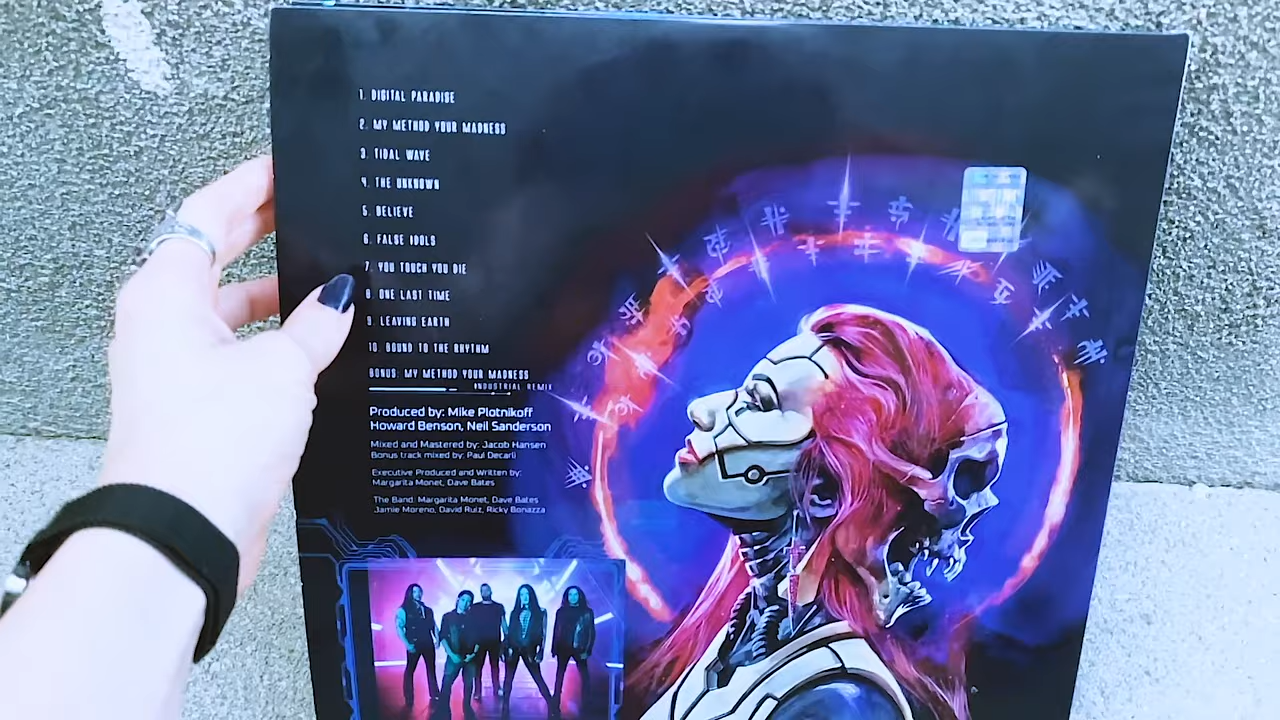 1. DIGITAL PARADISE
2. MY METHOD YOUR MADNESS
3. TIDAL WAVE
4. THE UNKNOWN
5. BELIEVE
6. FALSE IDOLS
7. YOU TOUCH YOU DIE
8. ONE LAST TIME
9. LEAVING EARTH
10. BOUND TO THE RHYTHM
BONUS: MY METHOD YOUR MADNESS
INDUSTRIAL REMIX
Produced by: Mike Plotnikoff
Howard Benson, Neil Sanderson
Mixed and Mastered by: Jacob Hansen
Bonus track mixed by: Paul Decarli
Executive Produced and Written by:
Margarita Monet, Dave Bates
The Band: Margarita Monet, Dave Bates
Jamie Moreno, David Ruiz, Ricky Bonazza